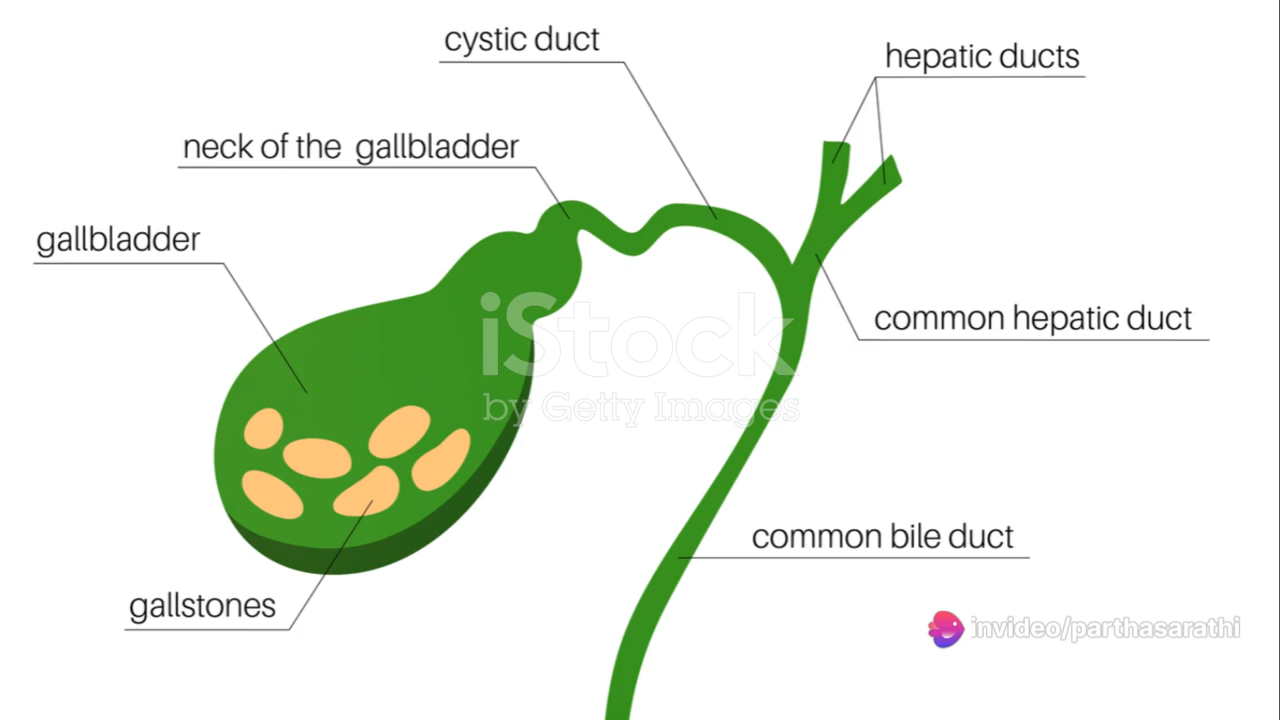 cystic duct
hepatic ducts
neck of the gallbladder
gallbladder
iStock
by Getty Images
common hepatic duct
common bile duct
gallstones
invideo/parthasarathi